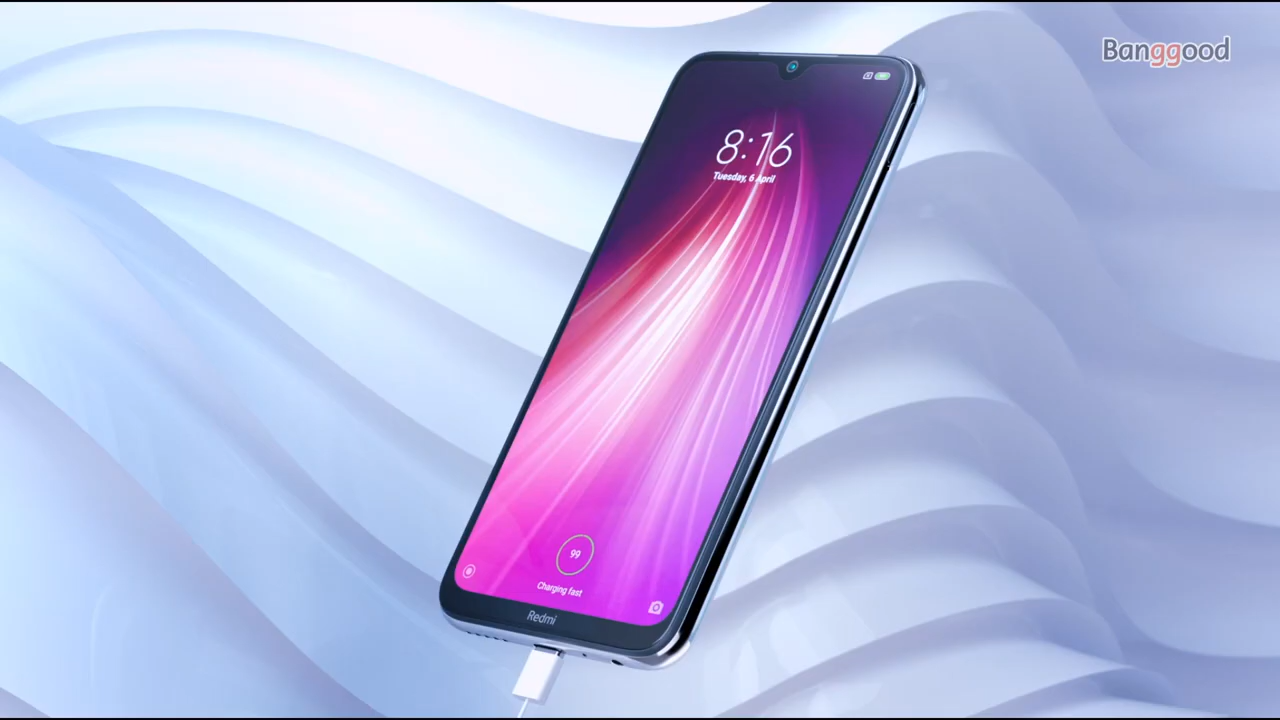 Banggood
8:16
Tuesday, 6 April
99
Charging fast
Redmi